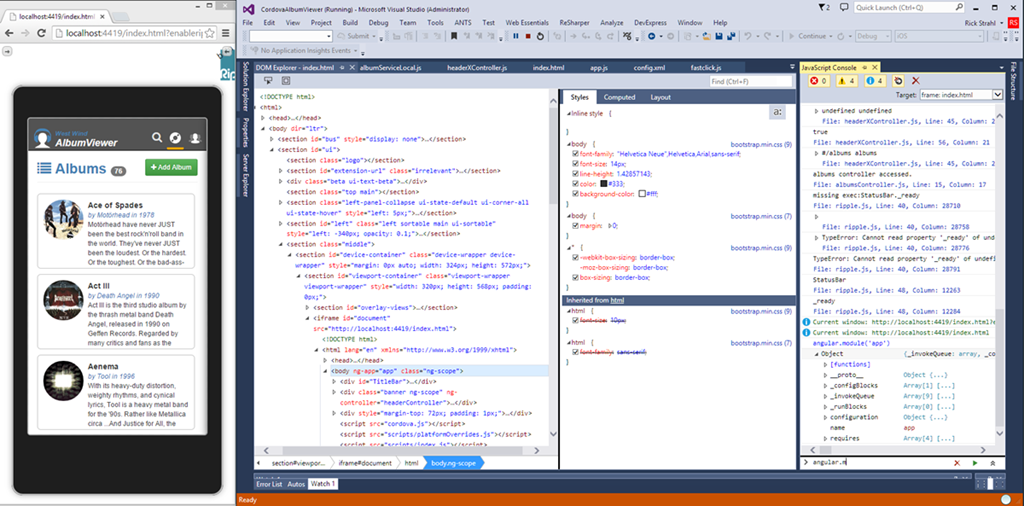 localhost:4419/index.html
localhost:4419/index.html?enablerip
Rip
West Wind
AlbumViewer
Albums 76
+ Add Album
Ace of Spades
by Motörhead in 1978
Motorhead have never JUST
been the best rock'n'roll band
in the world. They've never JUST
been the loudest. Or the hardest.
Or the toughest. Or the bad-ass-
Act III
by Death Angel in 1990
Act III is the third studio album by
the thrash metal band Death
Angel, released in 1990 on
Geffen Records. Regarded by
many critics and fans as the
Aenema
by Tool in 1996
With its heavy-duty distortion,
weighty rhythms, and cynical
lyrics, Tool is a heavy metal band
for the '90s. Rather like Metallica
circa ...And Justice for All, the
CordovaAlbumViewer (Running) - Microsoft Visual Studio (Administrator)
2
Quick Launch (Ctrl+Q)
File Edit View Project Build Debug Team Tools ANTS Test Web Essentials ReSharper Analyze DevExpress Window Help
Rick Strahl RS
Submit
Continue
Debug
iOS
No Application Insights Events
Solution Explorer
Properties
Server Explorer
DOM Explorer - index.html
albumServiceLocal.js
headerXController.js
index.html
app.js
config.xml
fastclick.js
Find (Ctrl+F)
<!DOCTYPE html>
<html>
<head>…</head>
<body dir="ltr">
<section id="bus" style="display: none">…</section>
<section id="ui">
<section class="logo"></section>
<section id="extension-url" class="irrelevant">…</section>
<div class="beta ui-text-beta">…</div>
<section class="top main"></section>
<section class="left-panel-collapse ui-state-default ui-corner-all
ui-state-hover" style="left: 5px;">…</section>
<section id="left" class="left sortable main ui-sortable"
style="left: -340px; opacity: 0.1;">…</section>
<section class="middle">
<section id="device-container" class="device-wrapper device-
wrapper" style="margin: 0px auto; width: 324px; height: 572px;">
<section id="viewport-container" class="viewport-wrapper
viewport-wrapper" style="width: 320px; height: 568px; padding:
0px;">
<section id="overlay-views">…</section>
<iframe id="document"
src="http://localhost:4419/index.html">
<!DOCTYPE html>
<html lang="en" xmlns="http://www.w3.org/1999/xhtml">
<head>…</head>
<body ng-app="app" class="ng-scope">
<div id="TitleBar">…</div>
<div class="banner ng-scope" ng-
controller="headerController">…</div>
<div style="margin-top: 72px; padding: 1px;">…</div>
<script src="cordova.js"></script>
<script src="scripts/platformOverrides.js"></script>
<script src="scripts/index.js"></script>
section#viewpor...
iframe#document
html
body.ng-scope
Error List Autos Watch 1
Ready
Styles Computed Layout
a:
Inline style {
}
body { bootstrap.min.css (9)
font-family: "Helvetica Neue",Helvetica,Arial,sans-serif;
font-size: 14px;
line-height: 1.42857143;
color: #333;
background-color: #fff;
}
body { bootstrap.min.css (7)
margin: 0;
}
* { bootstrap.min.css (9)
-webkit-box-sizing: border-box;
-moz-box-sizing: border-box;
box-sizing: border-box;
}
Inherited from html
html { bootstrap.min.css (9)
font-size: 10px;
}
html { bootstrap.min.css (7)
font-family: sans-serif;
JavaScript Console
0
4
4
Target: frame: index.html
undefined undefined
File: headerXController.js, Line: 45, Column: 2
true
File: headerXController.js, Line: 56, Column: 21
#/albums albums
File: headerXController.js, Line: 45, Column: 2
albums controller accessed.
File: albumsController.js, Line: 15, Column: 17
missing exec:StatusBar._ready
File: ripple.js, Line: 40, Column: 28710
File: ripple.js, Line: 40, Column: 28758
TypeError: Cannot read property '_ready' of und
File: ripple.js, Line: 40, Column: 28776
TypeError: Cannot read property '_ready' of undefin
File: ripple.js, Line: 40, Column: 28791
StatusBar
File: ripple.js, Line: 48, Column: 12263
_ready
File: ripple.js, Line: 48, Column: 12284
Current window: http://localhost:4419/index.html?e
Current window: http://localhost:4419/index.html
angular.module('app')
Object {_invokeQueue: array, _co
[functions]
__proto__ Object {...}
_configBlocks Array[1] [...]
_invokeQueue Array[9] [...]
_runBlocks Array[0] [...]
configuration Object {...}
name app
requires Array[4] [...]
angular.m
File Structure